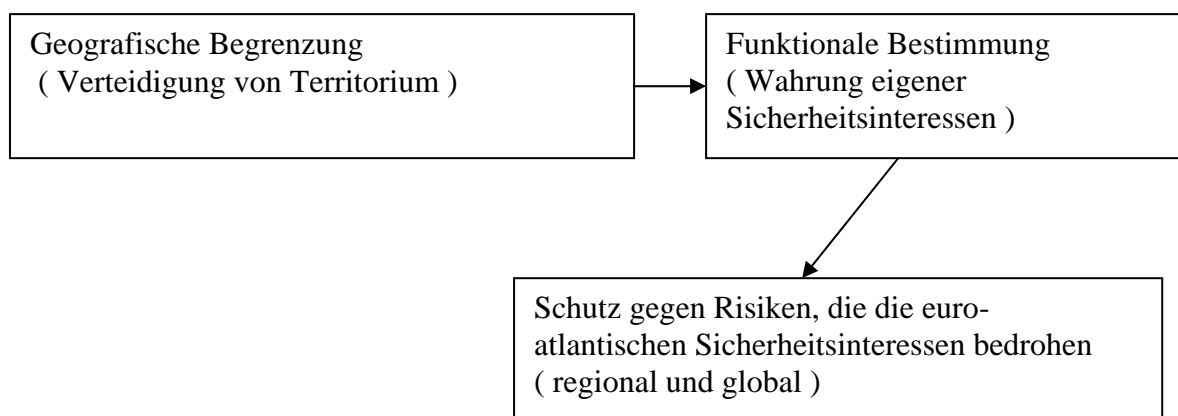 Geografische Begrenzung
( Verteidigung von Territorium )
Funktionale Bestimmung
( Wahrung eigener
Sicherheitsinteressen )
Schutz gegen Risiken, die die euro-
atlantischen Sicherheitsinteressen bedrohen
( regional und global )